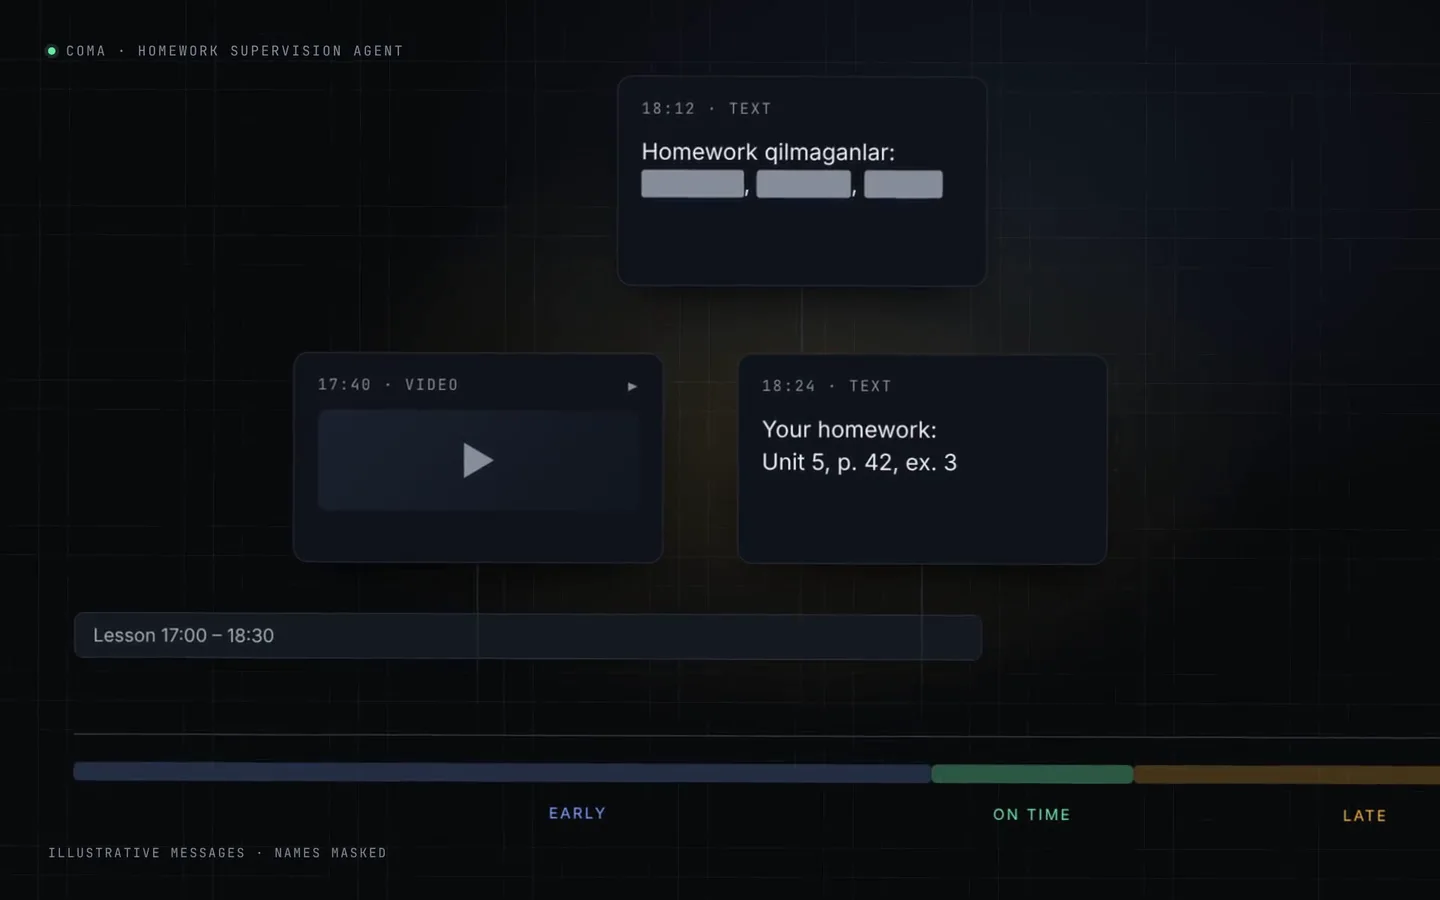 COMA · HOMEWORK SUPERVISION AGENT
18:12 · TEXT
Homework qilmaganlar:
, ,
17:40 · VIDEO
18:24 · TEXT
Your homework:
Unit 5, p. 42, ex. 3
Lesson 17:00 – 18:30
EARLY
ON TIME
LATE
ILLUSTRATIVE MESSAGES · NAMES MASKED